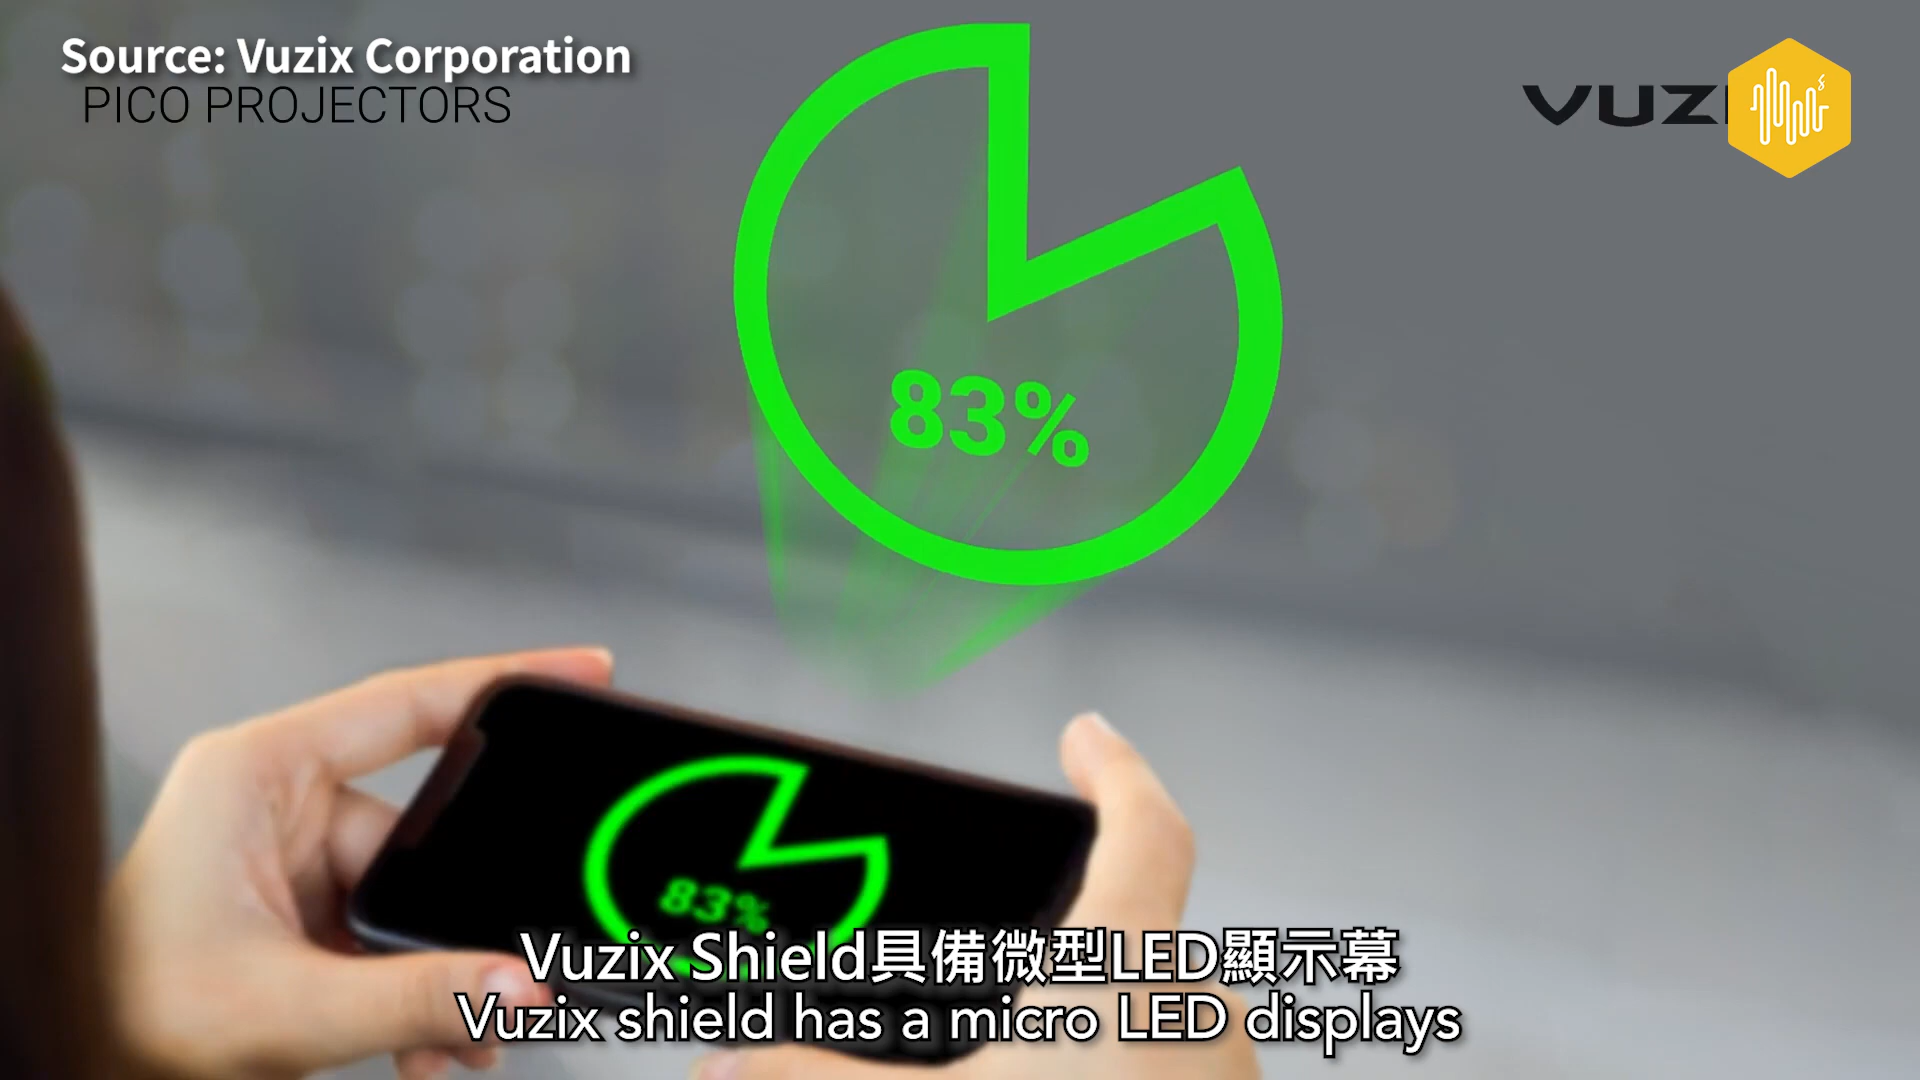 Source: Vuzix Corporation
PICO PROJECTORS
VUZI
83%
83%
Vuzix Shield具備微型LED顯示幕
Vuzix shield has a micro LED displays